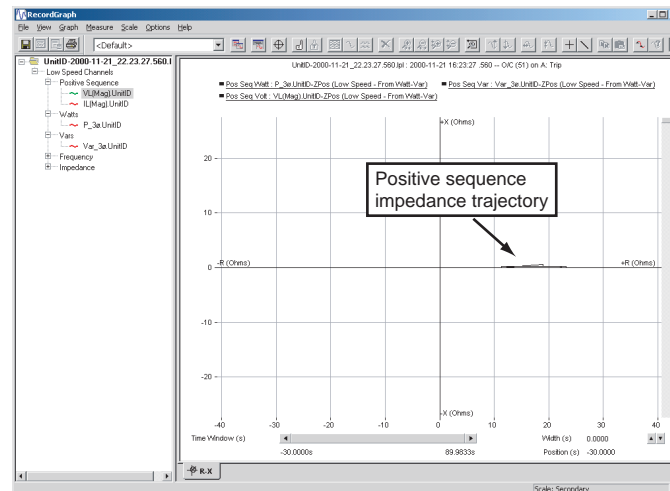 RecordGraph
File View Graph Measure Scale Options Help
<Default>
UnitID-2000-11-21_22.23.27.560.l
Low Speed Channels
Positive Sequence
VL(Mag).UnitID
IL(Mag).UnitID
Watts
P_3ø.UnitID
Vars
Var_3ø.UnitID
Frequency
Impedance
UnitID-2000-11-21_22.23.27.560.lpl : 2000-11-21 16:23:27 .560 -- O/C (51) on A: Trip
Pos Seq Watt : P_3ø.UnitID-ZPos (Low Speed - From Watt-Var) Pos Seq Var : Var_3ø.UnitID-ZPos (Low Speed - From Watt-Var)
Pos Seq Volt : VL(Mag).UnitID-ZPos (Low Speed - From Watt-Var)
+X (Ohms)
20
Positive sequence
impedance trajectory
10
-R (Ohms) +R (Ohms)
0
-10
-20
-X (Ohms)
-40 -30 -20 -10 0 10 20 30 40
Time Window (s) Width (s) 0.0000
-30.0000s 89.9833s Position (s) -30.0000
R-X
Scale: Secondary